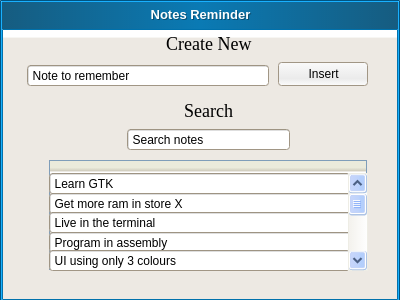 Notes Reminder
Create New
Note to remember
Insert
Search
Search notes
Learn GTK
Get more ram in store X
Live in the terminal
Program in assembly
UI using only 3 colours